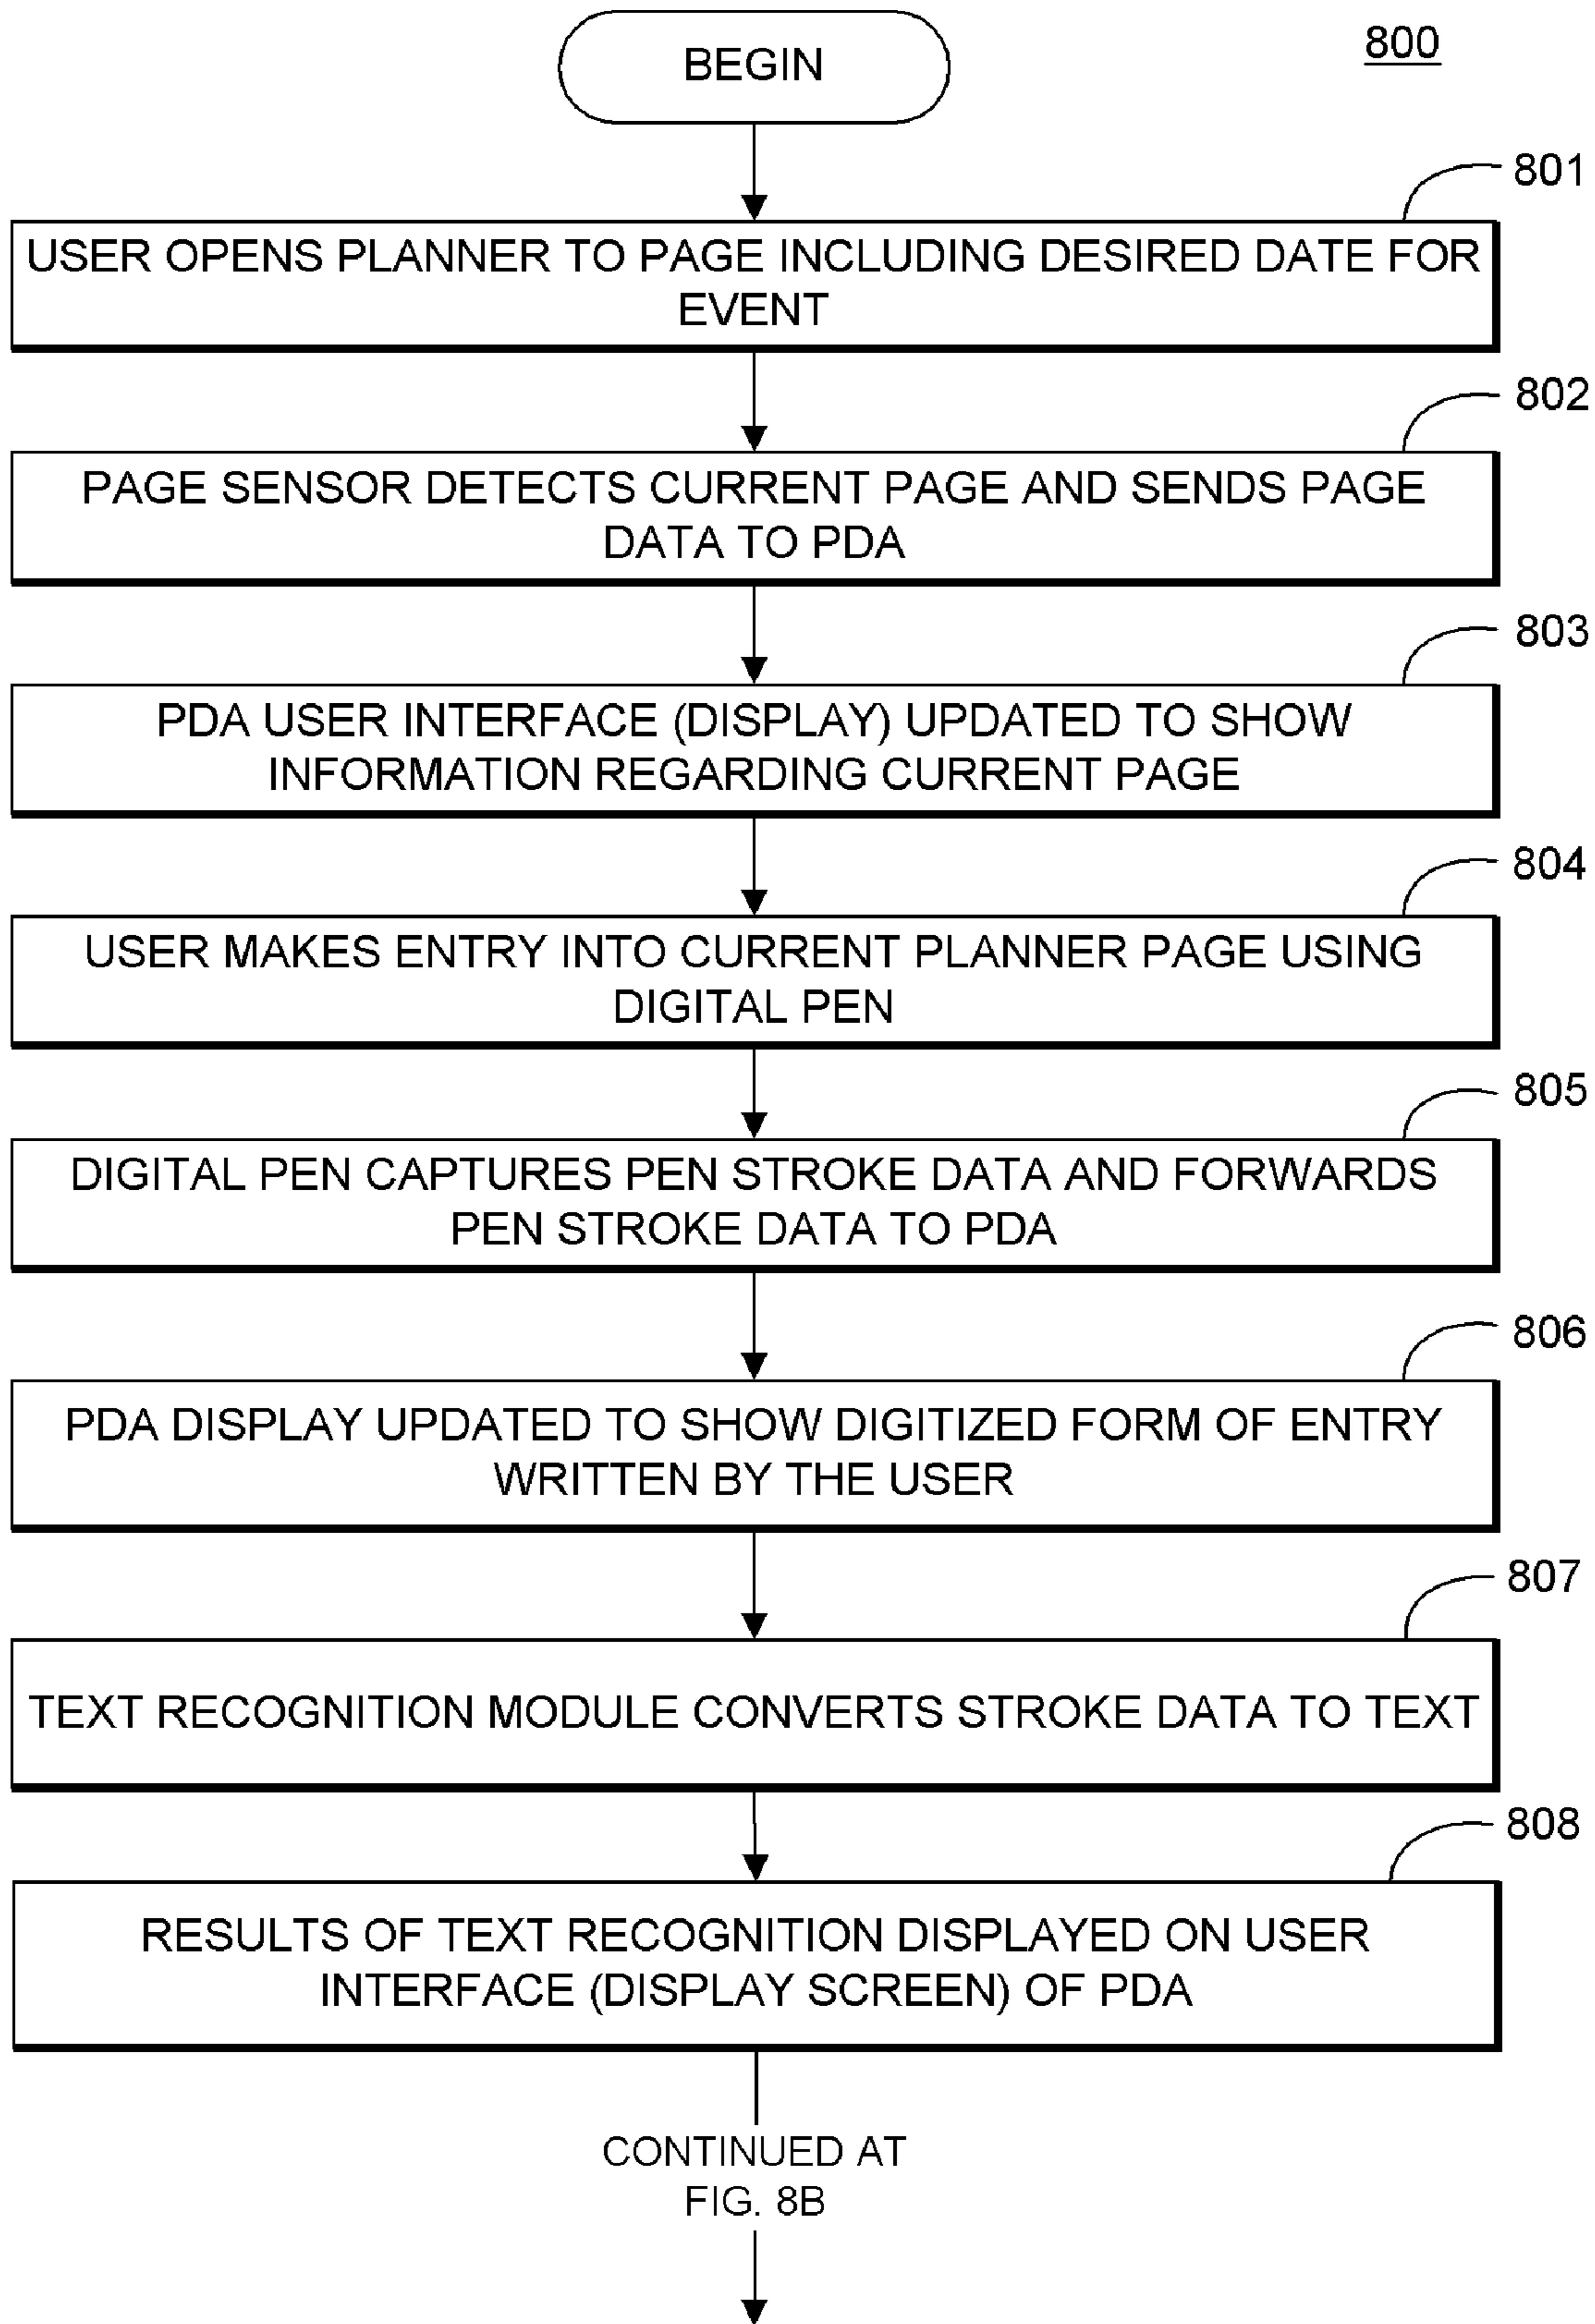 800
BEGIN
801
USER OPENS PLANNER TO PAGE INCLUDING DESIRED DATE FOR
EVENT
802
PAGE SENSOR DETECTS CURRENT PAGE AND SENDS PAGE
DATA TO PDA
803
PDA USER INTERFACE (DISPLAY) UPDATED TO SHOW
INFORMATION REGARDING CURRENT PAGE
804
USER MAKES ENTRY INTO CURRENT PLANNER PAGE USING
DIGITAL PEN
805
DIGITAL PEN CAPTURES PEN STROKE DATA AND FORWARDS
PEN STROKE DATA TO PDA
806
PDA DISPLAY UPDATED TO SHOW DIGITIZED FORM OF ENTRY
WRITTEN BY THE USER
807
TEXT RECOGNITION MODULE CONVERTS STROKE DATA TO TEXT
808
RESULTS OF TEXT RECOGNITION DISPLAYED ON USER
INTERFACE (DISPLAY SCREEN) OF PDA
CONTINUED AT
FIG. 8B